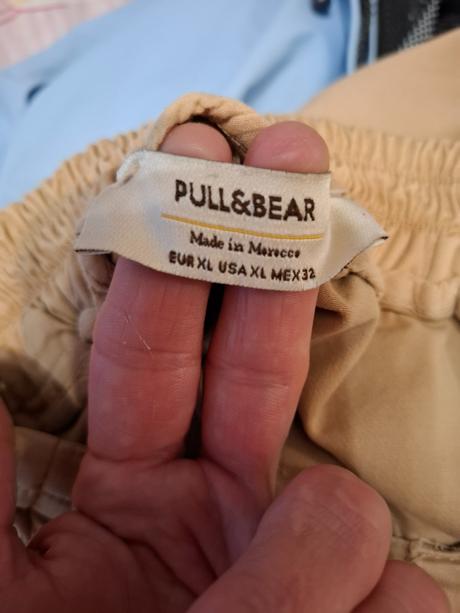 PULL&BEAR
Made in Morocco
EUR XL USA XL MEX 32